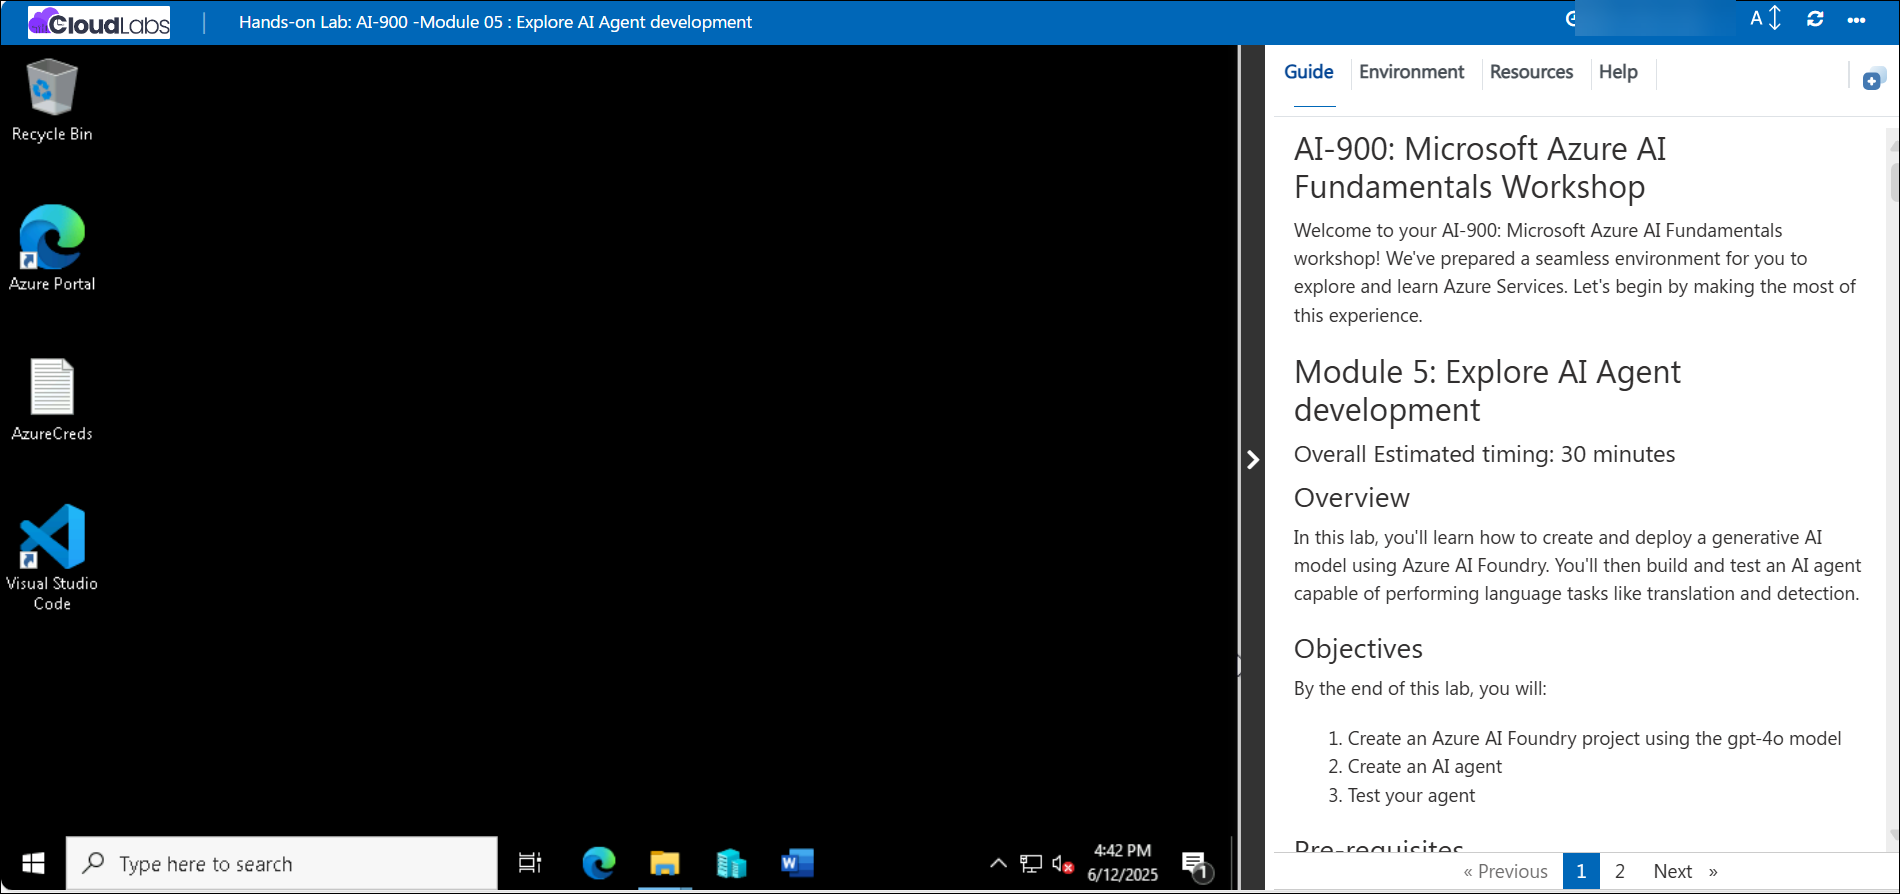 CloudLabs
Hands-on Lab: AI-900 -Module 05 : Explore AI Agent development
A
Recycle Bin
Azure Portal
AzureCreds
Visual Studio
Code
Type here to search
W
4:42 PM
6/12/2025
1
Guide
Environment
Resources
Help
AI-900: Microsoft Azure AI
Fundamentals Workshop
Welcome to your AI-900: Microsoft Azure AI Fundamentals
workshop! We've prepared a seamless environment for you to
explore and learn Azure Services. Let's begin by making the most of
this experience.
Module 5: Explore AI Agent
development
Overall Estimated timing: 30 minutes
Overview
In this lab, you'll learn how to create and deploy a generative AI
model using Azure AI Foundry. You'll then build and test an AI agent
capable of performing language tasks like translation and detection.
Objectives
By the end of this lab, you will:
1. Create an Azure AI Foundry project using the gpt-4o model
2. Create an AI agent
3. Test your agent
Pre-requisites
« Previous
1
2
Next »